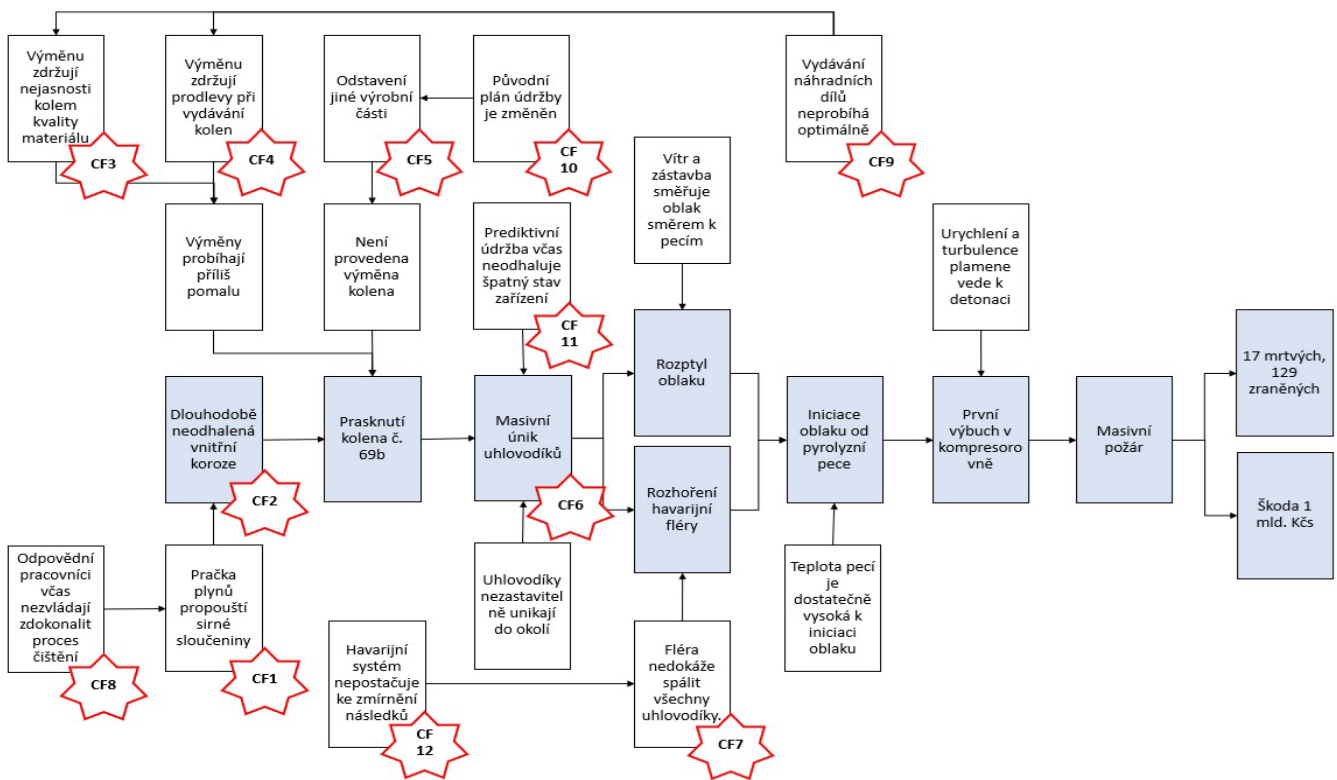 Výměnu
zdržují
nejasnosti
kolem
kvality
materiálu
CF3
Výměnu
zdržují
prodlevy při
vydávání
kolen
CF4
Odstavení
jiné výrobní
části
CF5
Původní
plán údržby
je změněn
CF
10
Vydávání
náhradních
dílů
neprobíhá
optimálně
CF9
Vítr a
zástavba
směřuje
oblak
směrem k
pecím
Výměny
probíhají
příliš
pomalu
Není
provedena
výměna
kolena
Prediktivní
údržba včas
neodhaluje
špatný stav
zařízení
CF
11
Urychlení a
turbulence
plamene
vede k
detonaci
Dlouhodobě
neodhalená
vnitřní
koroze
CF2
Prasknutí
kolena č.
69b
Masivní
únik
uhlovodíků
CF6
Rozptyl
oblaku
Rozhoření
havarijní
fléry
Iniciace
oblaku od
pyrolyzní
pece
První
výbuch v
kompresoro
vně
Masivní
požár
17 mrtvých,
129
zraněných
Škoda 1
mld. Kčs
Odpovědní
pracovníci
včas
nezvládají
zdokonalit
proces
čištění
CF8
Pračka
plynů
propouští
sirné
sloučeniny
CF1
Uhlovodíky
nezastavitel
ně unikají
do okolí
Havarijní
systém
nepostačuje
ke zmírnění
následků
CF
12
Fléra
nedokáže
spálit
všechny
uhlovodíky.
CF7
Teplota pecí
je
dostatečně
vysoká k
iniciaci
oblaku